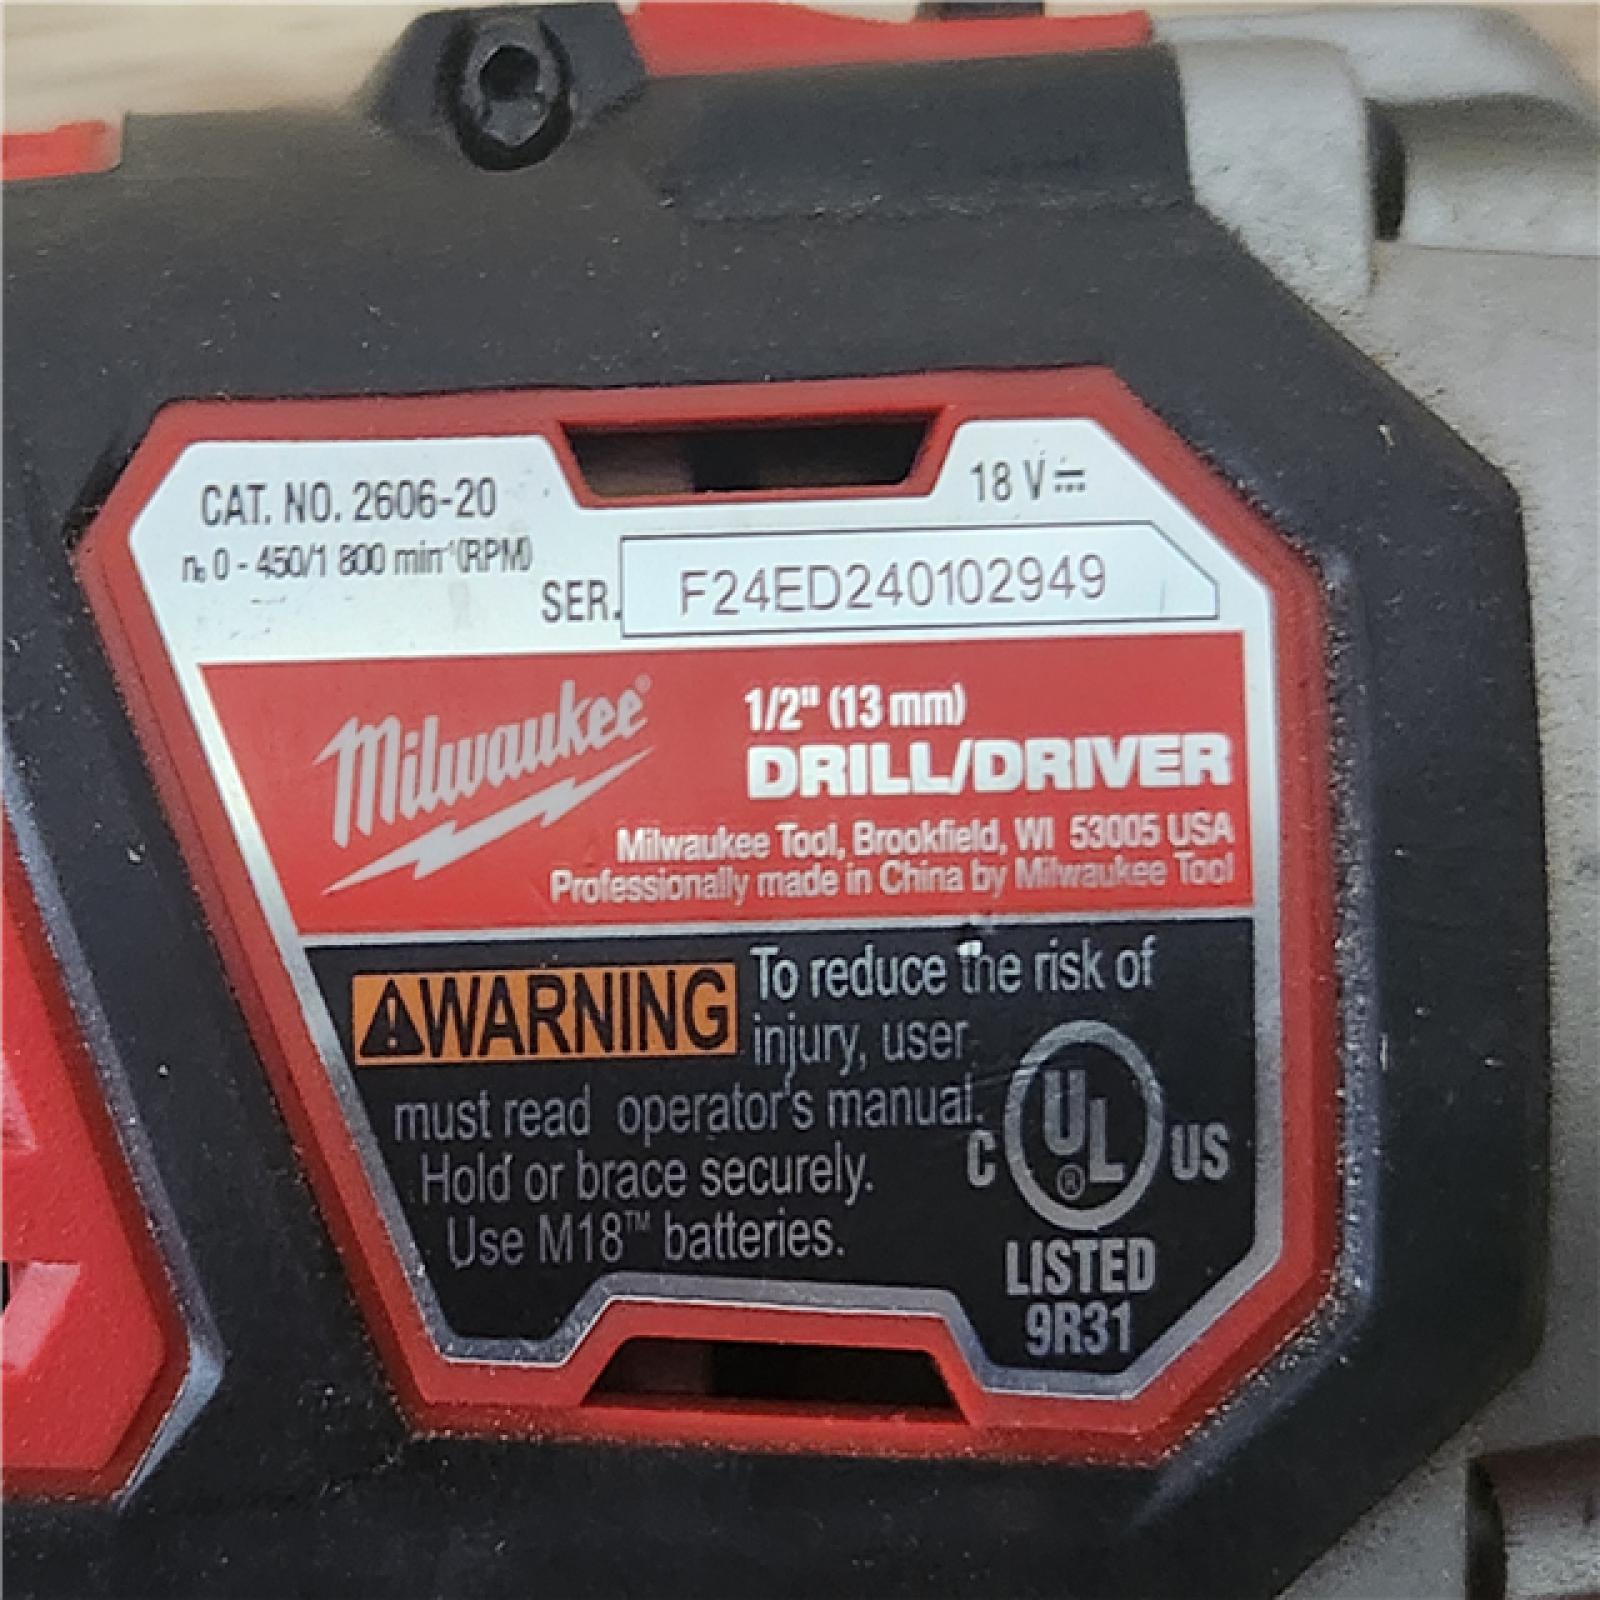 CAT. NO. 2606-20
18 V ⎓
n₀ 0 - 450/1 800 min⁻¹ (RPM)
SER. F24ED240102949
Milwaukee®
1/2" (13 mm)
DRILL/DRIVER
Milwaukee Tool, Brookfield, WI 53005 USA
Professionally made in China by Milwaukee Tool
⚠WARNING To reduce the risk of
injury, user
must read operator's manual.
Hold or brace securely.
Use M18™ batteries.
C UL® US
LISTED
9R31